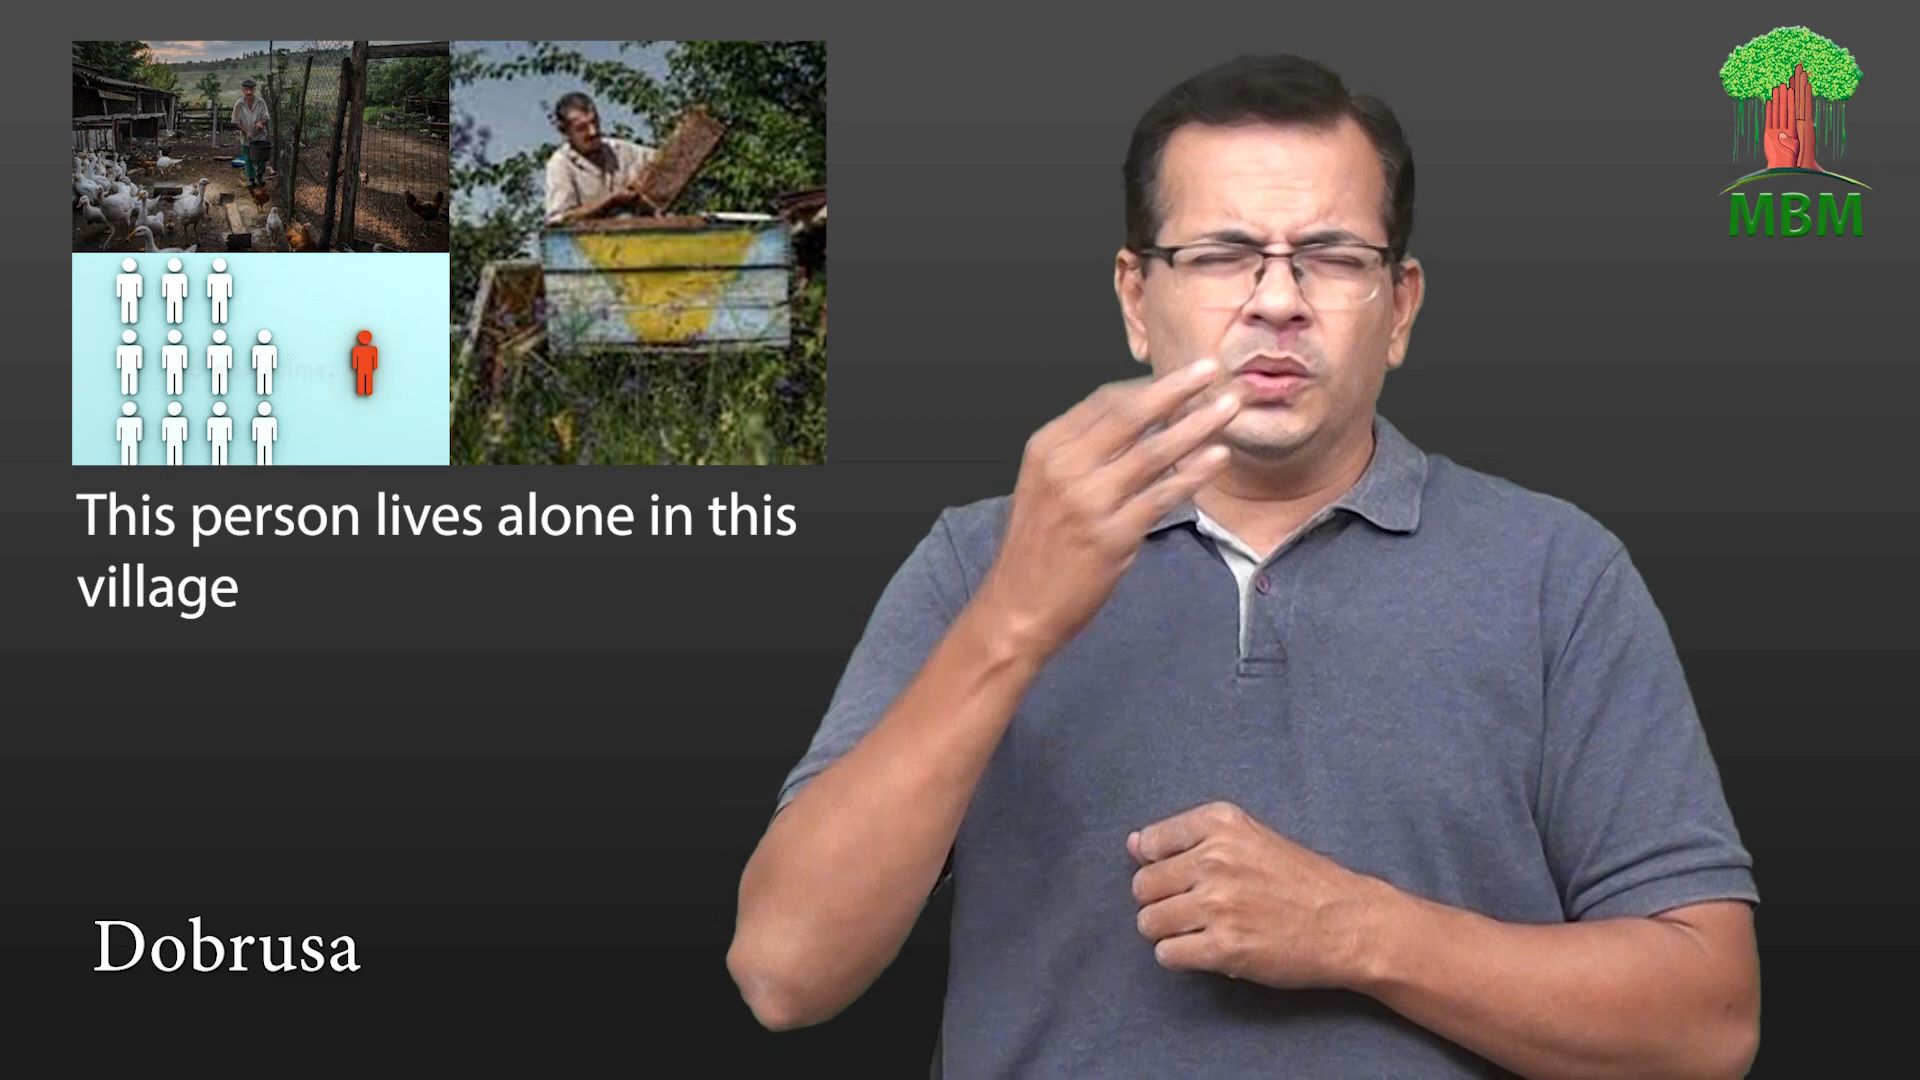 MBM
This person lives alone in this
village
Dobrusa